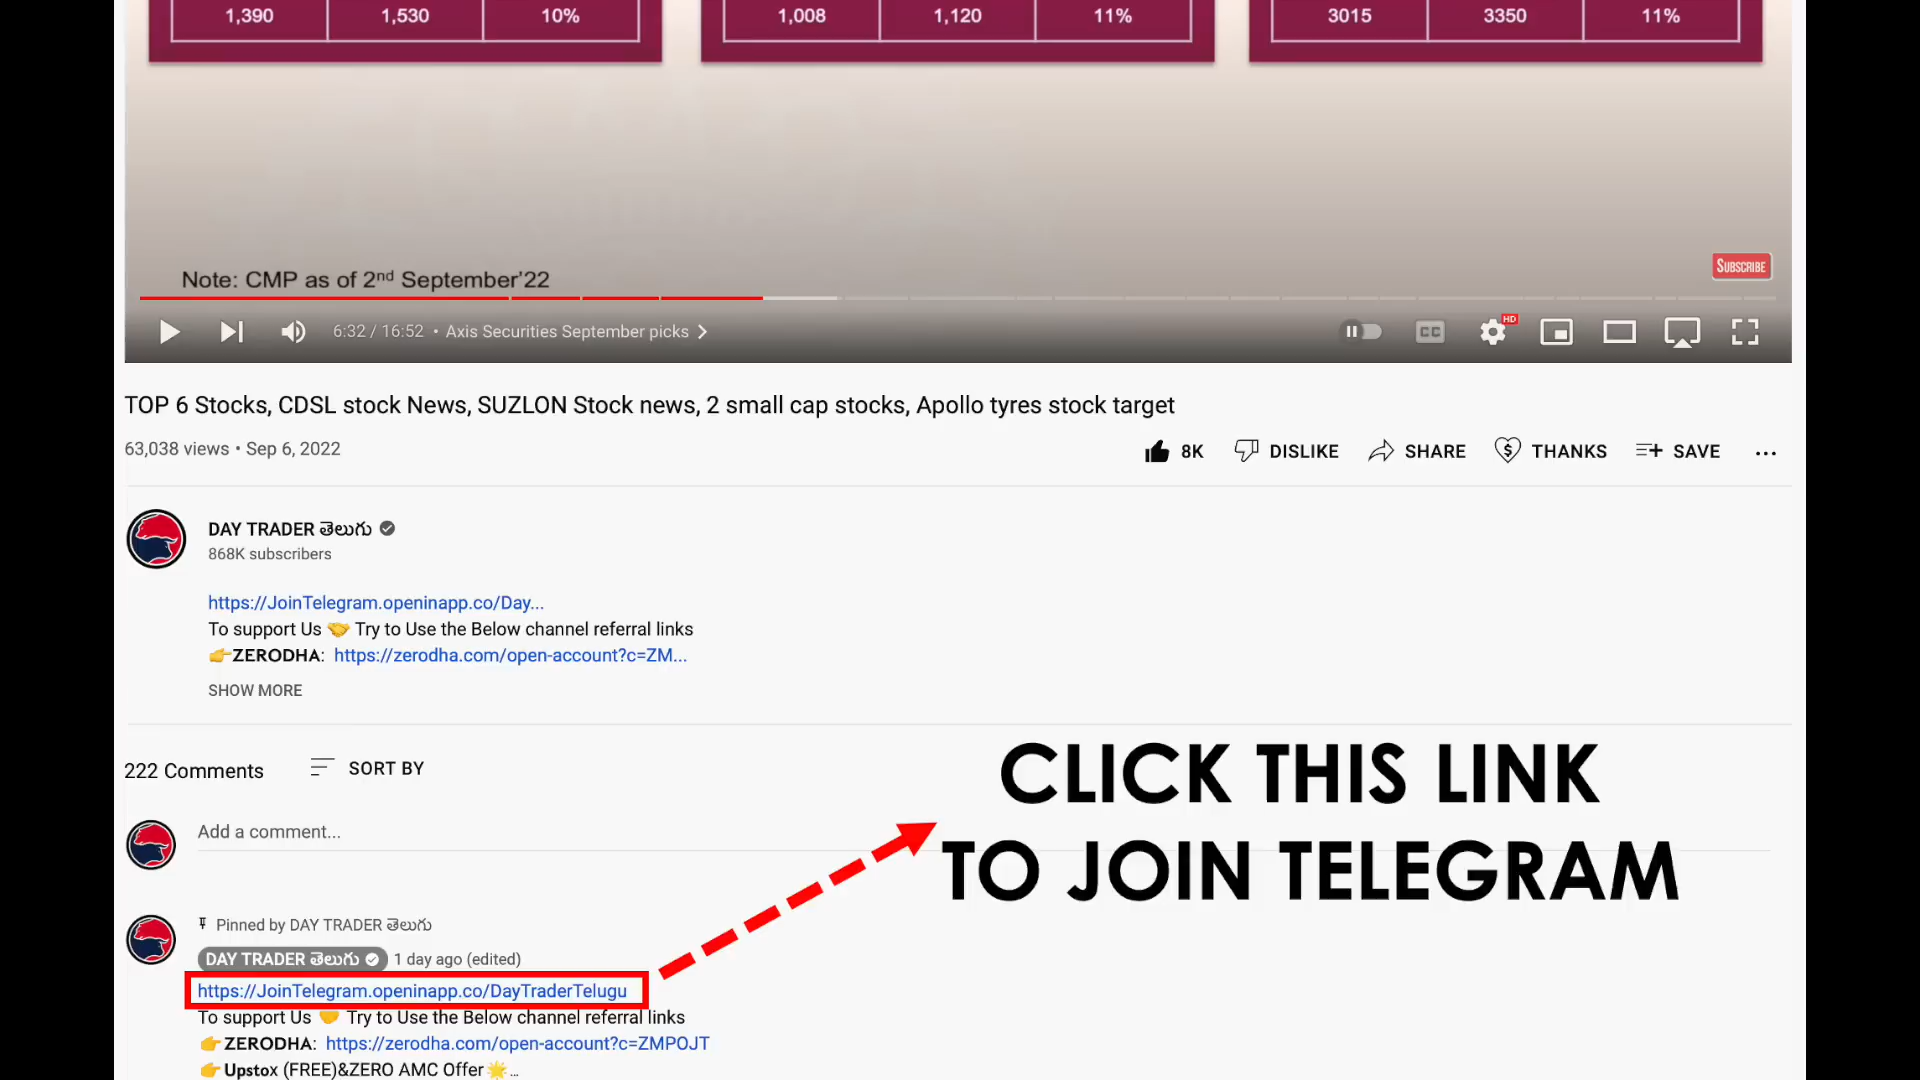 1,390 1,530 10%
1,008 1,120 11%
3015 3350 11%
Note: CMP as of 2nd September'22
SUBSCRIBE
6:32 / 16:52 • Axis Securities September picks
CC HD
TOP 6 Stocks, CDSL stock News, SUZLON Stock news, 2 small cap stocks, Apollo tyres stock target
63,038 views • Sep 6, 2022
8K DISLIKE SHARE THANKS SAVE ...
DAY TRADER తెలుగు
868K subscribers
https://JoinTelegram.openinapp.co/Day...
To support Us 🤝 Try to Use the Below channel referral links
👉ZERODHA: https://zerodha.com/open-account?c=ZM...
SHOW MORE
222 Comments SORT BY
CLICK THIS LINK
TO JOIN TELEGRAM
Add a comment...
Pinned by DAY TRADER తెలుగు
DAY TRADER తెలుగు 1 day ago (edited)
https://JoinTelegram.openinapp.co/DayTraderTelugu
To support Us 🤝 Try to Use the Below channel referral links
👉ZERODHA: https://zerodha.com/open-account?c=ZMPOJT
👉Upstox (FREE)&ZERO AMC Offer🌟...